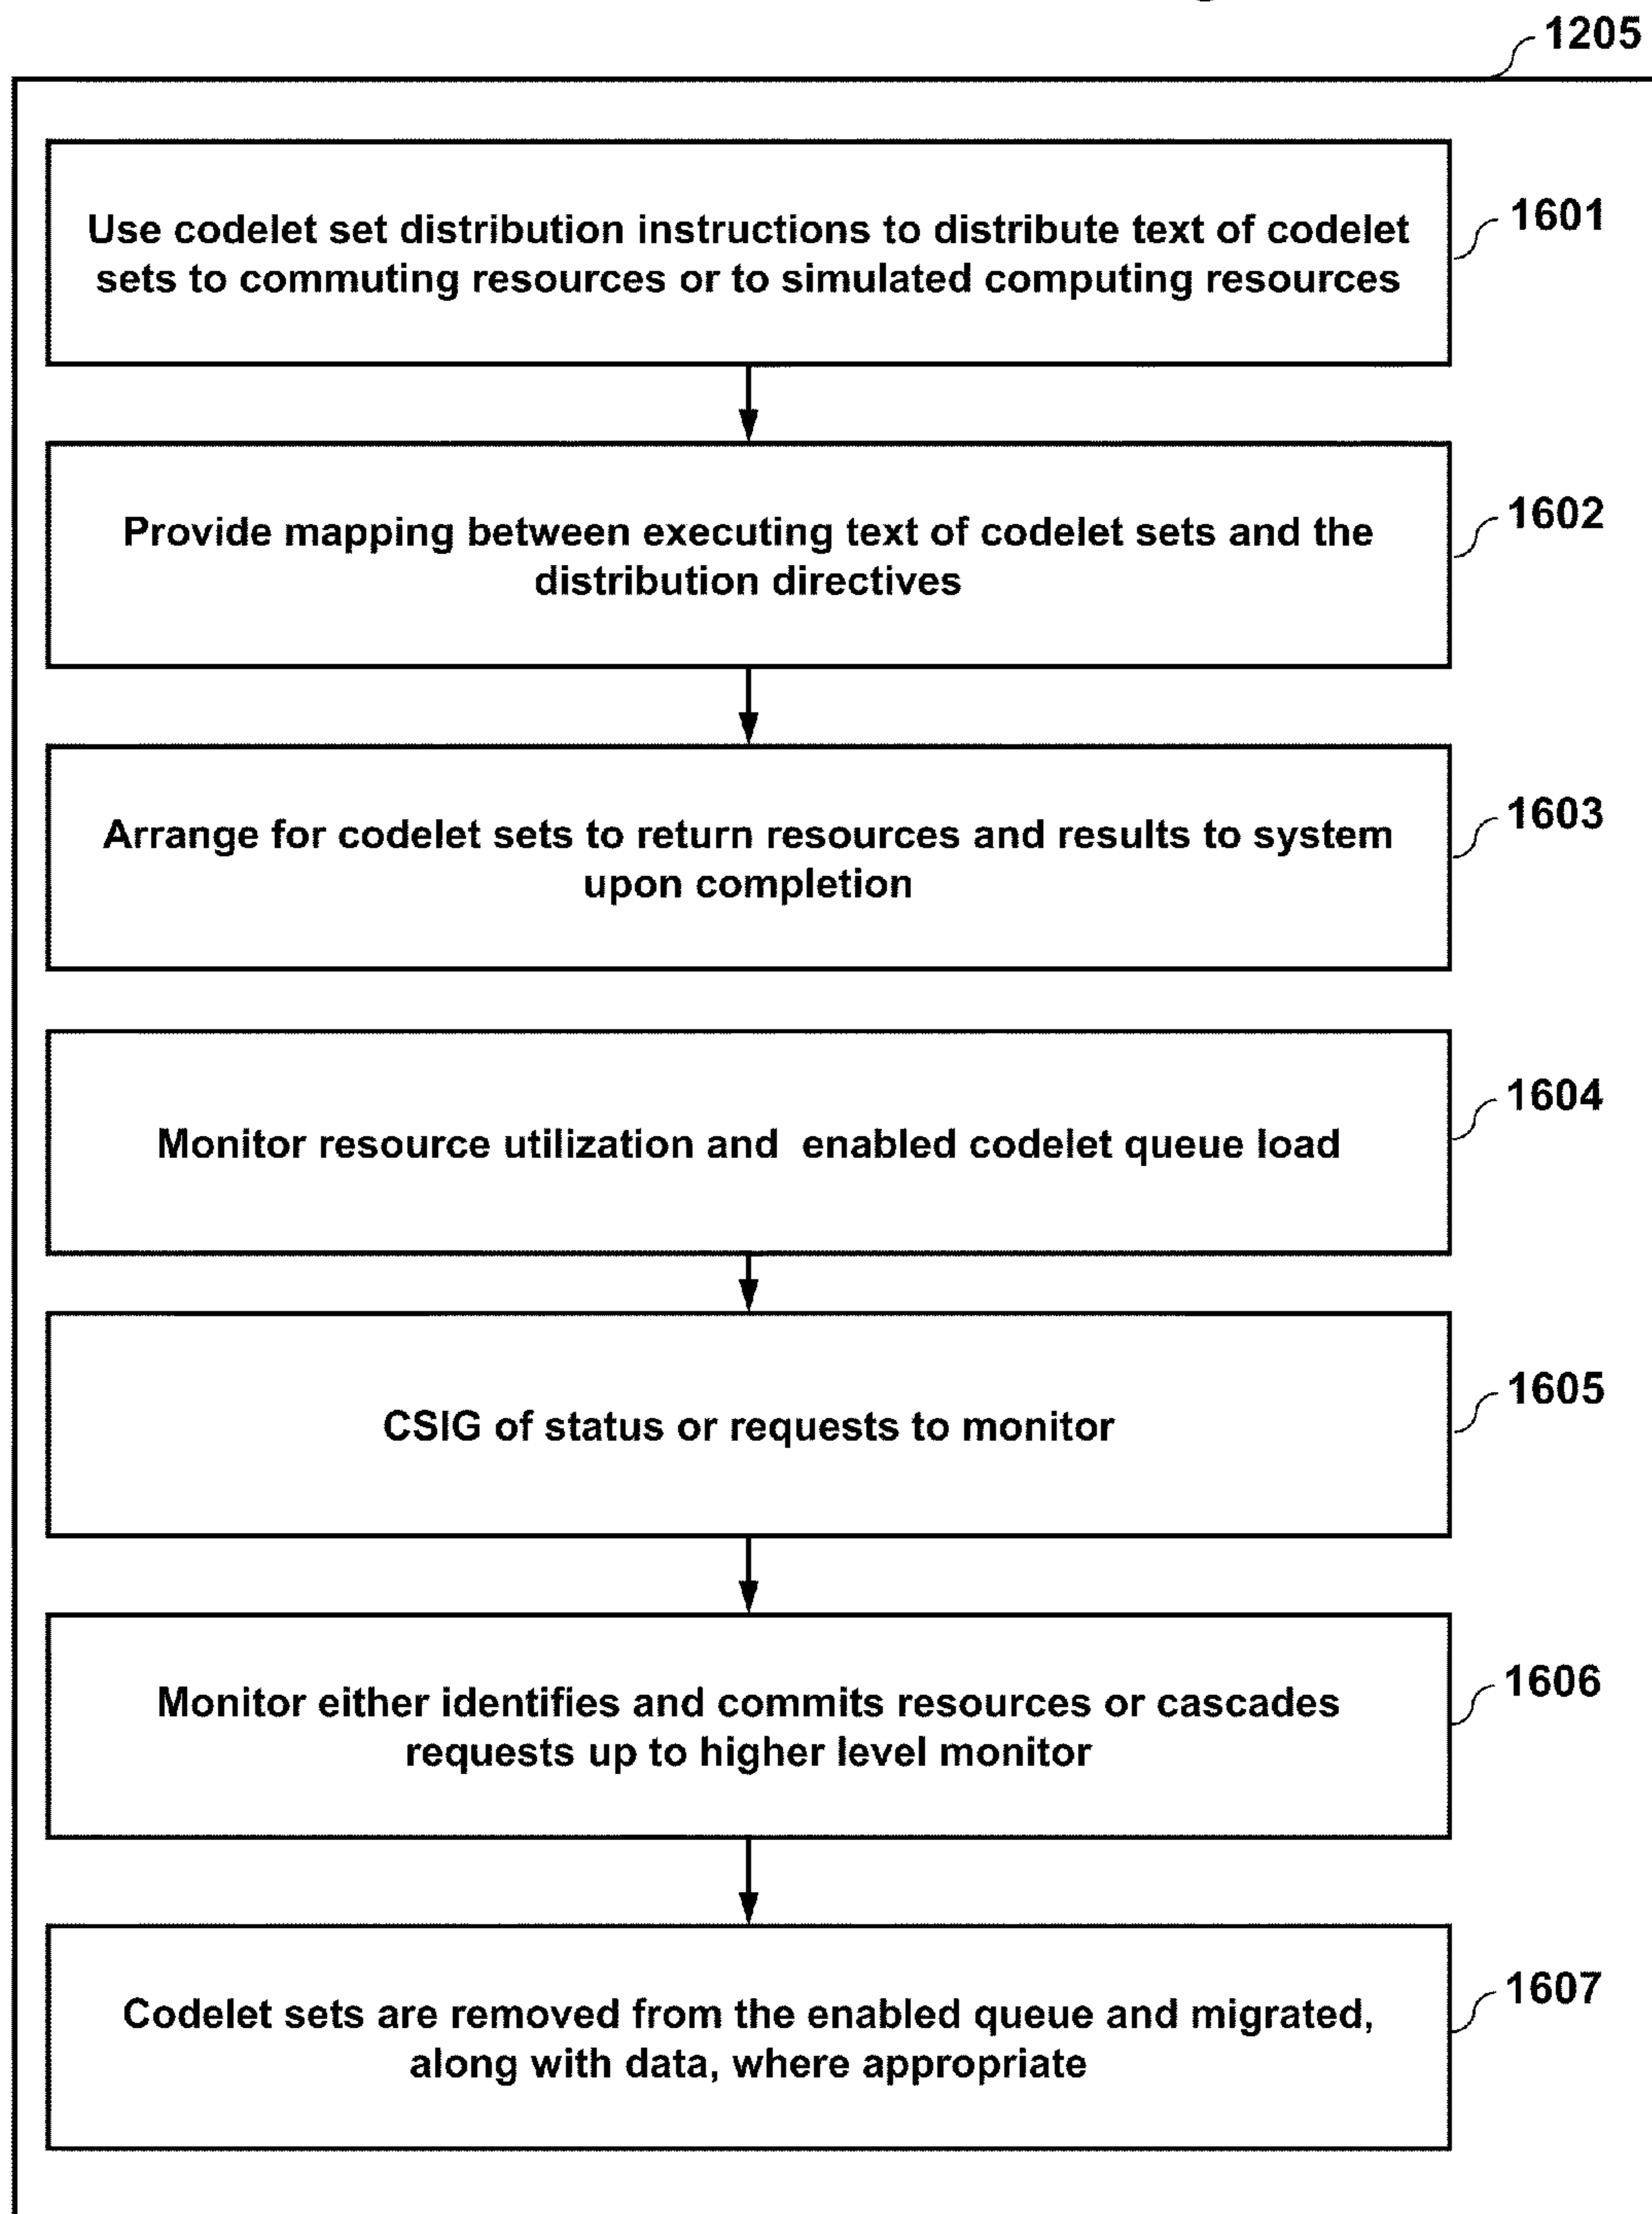 1205
Use codelet set distribution instructions to distribute text of codelet
sets to commuting resources or to simulated computing resources
1601
Provide mapping between executing text of codelet sets and the
distribution directives
1602
Arrange for codelet sets to return resources and results to system
upon completion
1603
Monitor resource utilization and enabled codelet queue load
1604
CSIG of status or requests to monitor
1605
Monitor either identifies and commits resources or cascades
requests up to higher level monitor
1606
Codelet sets are removed from the enabled queue and migrated,
along with data, where appropriate
1607